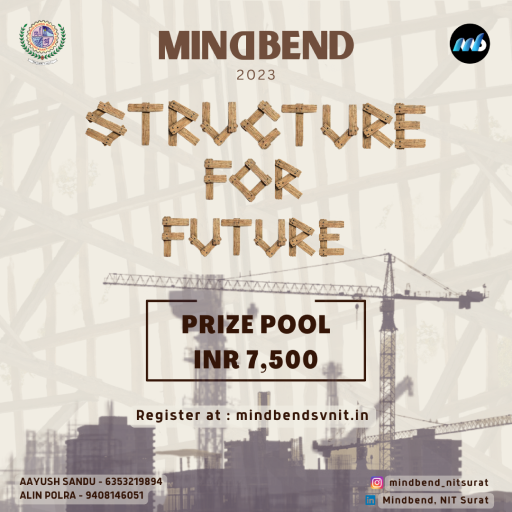 MINDBEND
2023
STRUCTURE
FOR
FUTURE
PRIZE POOL
INR 7,500
Register at : mindbendsvnit.in
AAYUSH SANDU - 6353219894
ALIN POLRA - 9408146051
mindbend_nitsurat
Mindbend, NIT Surat